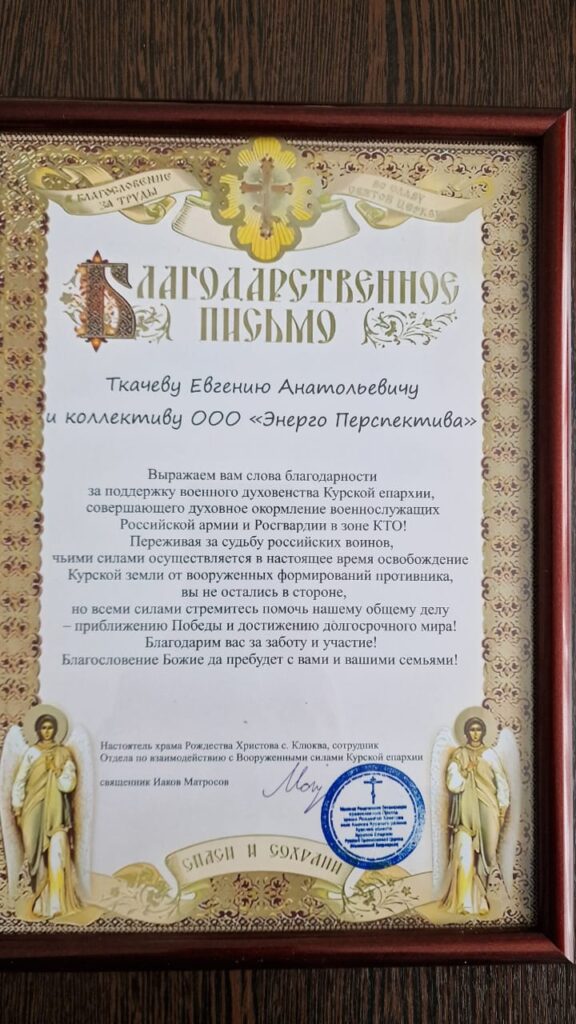 БЛАГОСЛОВЕНИЕ
ЗА ТРУДЫ
ВО СЛАВУ
СВЯТОЙ ЦЕРКВИ
БЛАГОДАРСТВЕННОЕ
ПИСЬМО
Ткачеву Евгению Анатольевичу
и коллективу ООО «Энерго Перспектива»
Выражаем вам слова благодарности
за поддержку военного духовенства Курской епархии,
совершающего духовное окормление военнослужащих
Российской армии и Росгвардии в зоне КТО!
Переживая за судьбу российских воинов,
чьими силами осуществляется в настоящее время освобождение
Курской земли от вооруженных формирований противника,
вы не остались в стороне,
но всеми силами стремитесь помочь нашему общему делу
– приближению Победы и достижению долгосрочного мира!
Благодарим вас за заботу и участие!
Благословение Божие да пребудет с вами и вашими семьями!
Настоятель храма Рождества Христова с. Клюква, сотрудник
Отдела по взаимодействию с Вооруженными силами Курской епархии
священник Иаков Матросов
СПАСИ И СОХРАНИ